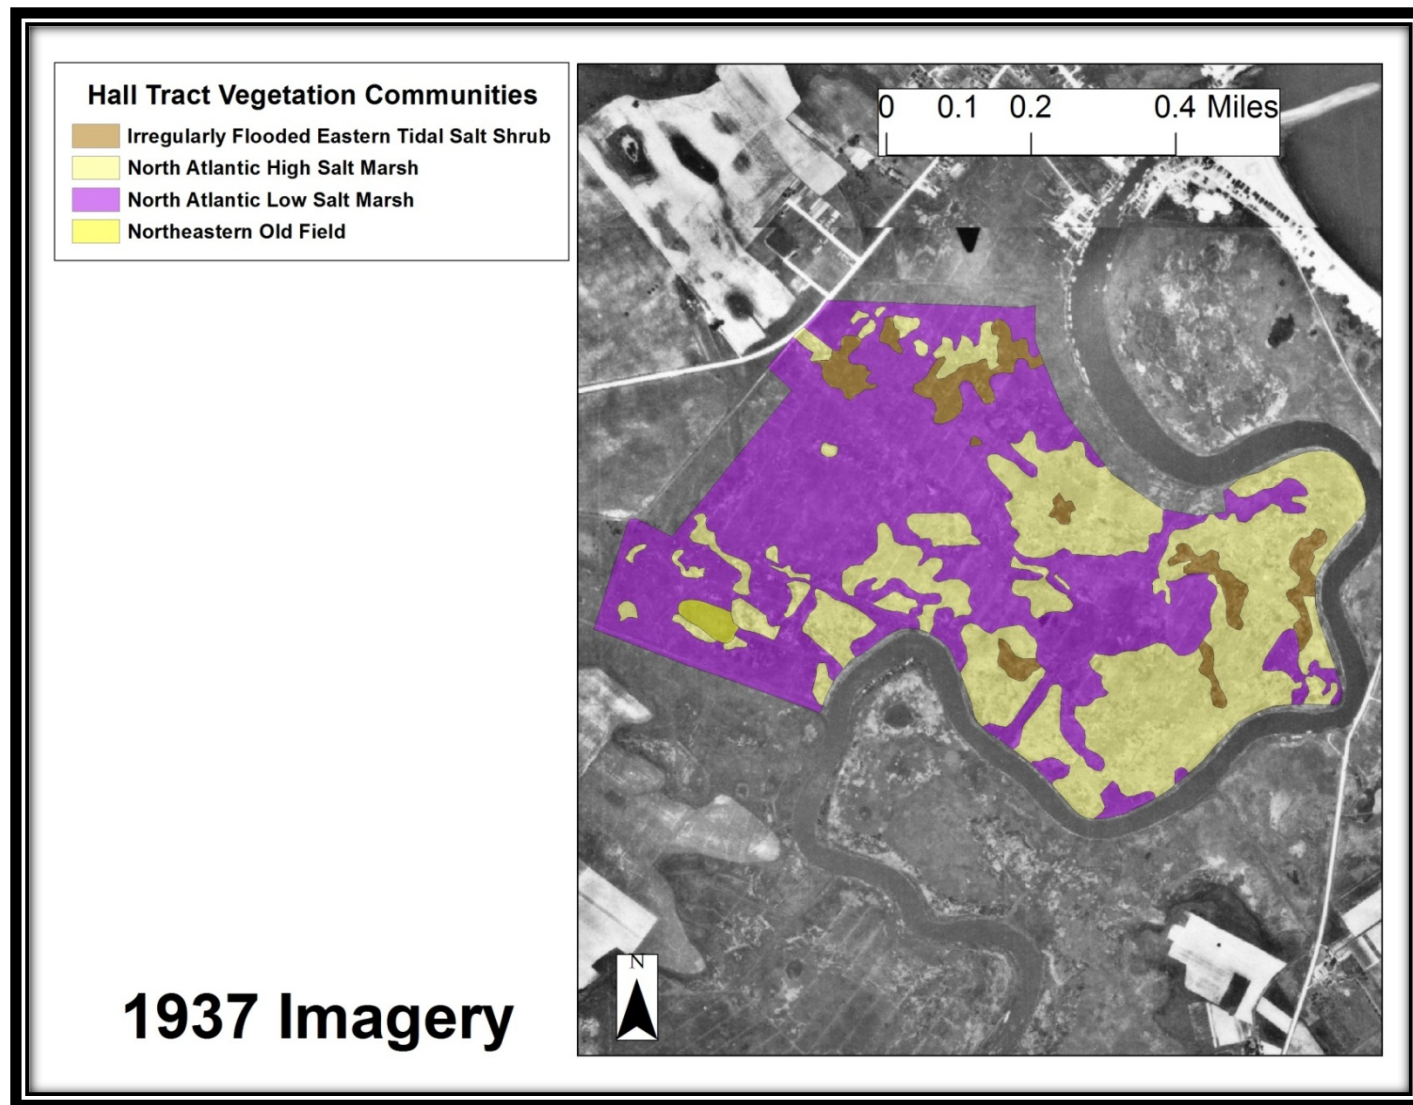 Hall Tract Vegetation Communities
Irregularly Flooded Eastern Tidal Salt Shrub
North Atlantic High Salt Marsh
North Atlantic Low Salt Marsh
Northeastern Old Field
0 0.1 0.2 0.4 Miles
N
1937 Imagery